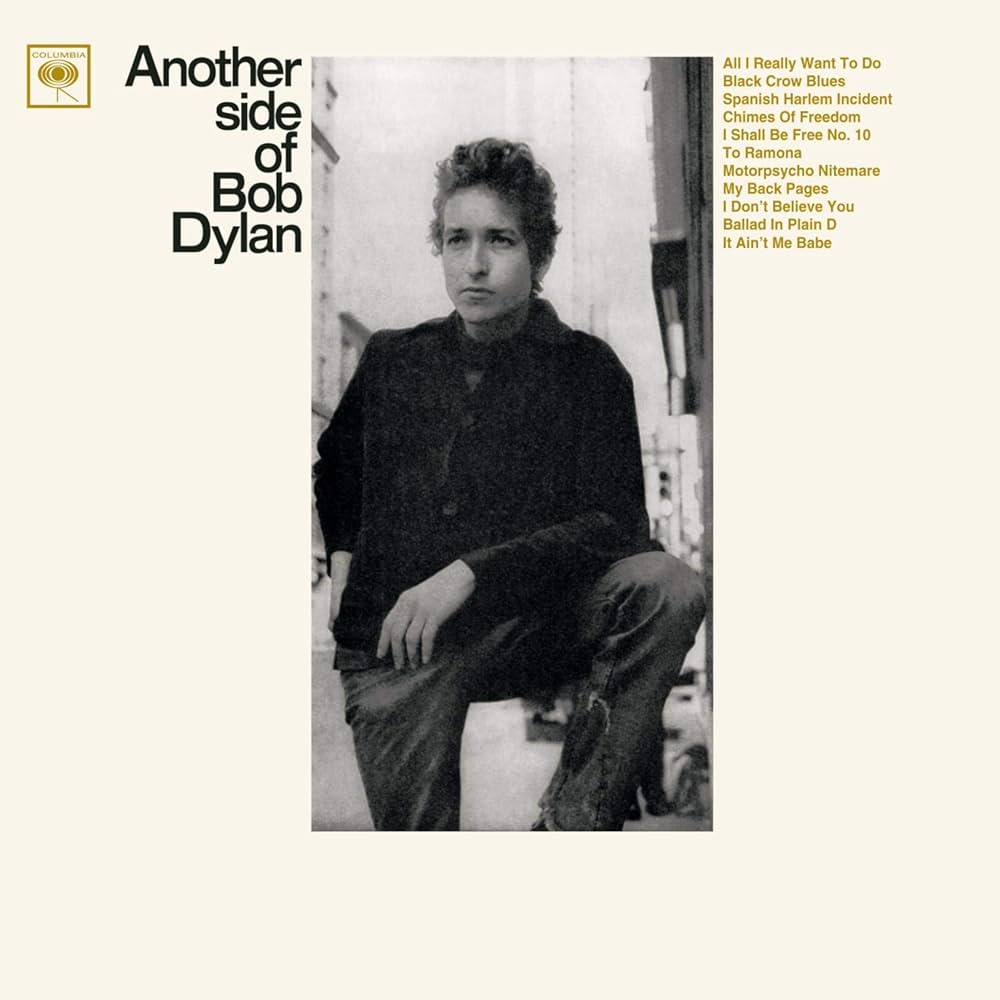 COLUMBIA
Another
side
of
Bob
Dylan
All I Really Want To Do
Black Crow Blues
Spanish Harlem Incident
Chimes Of Freedom
I Shall Be Free No. 10
To Ramona
Motorpsycho Nitemare
My Back Pages
I Don't Believe You
Ballad In Plain D
It Ain't Me Babe